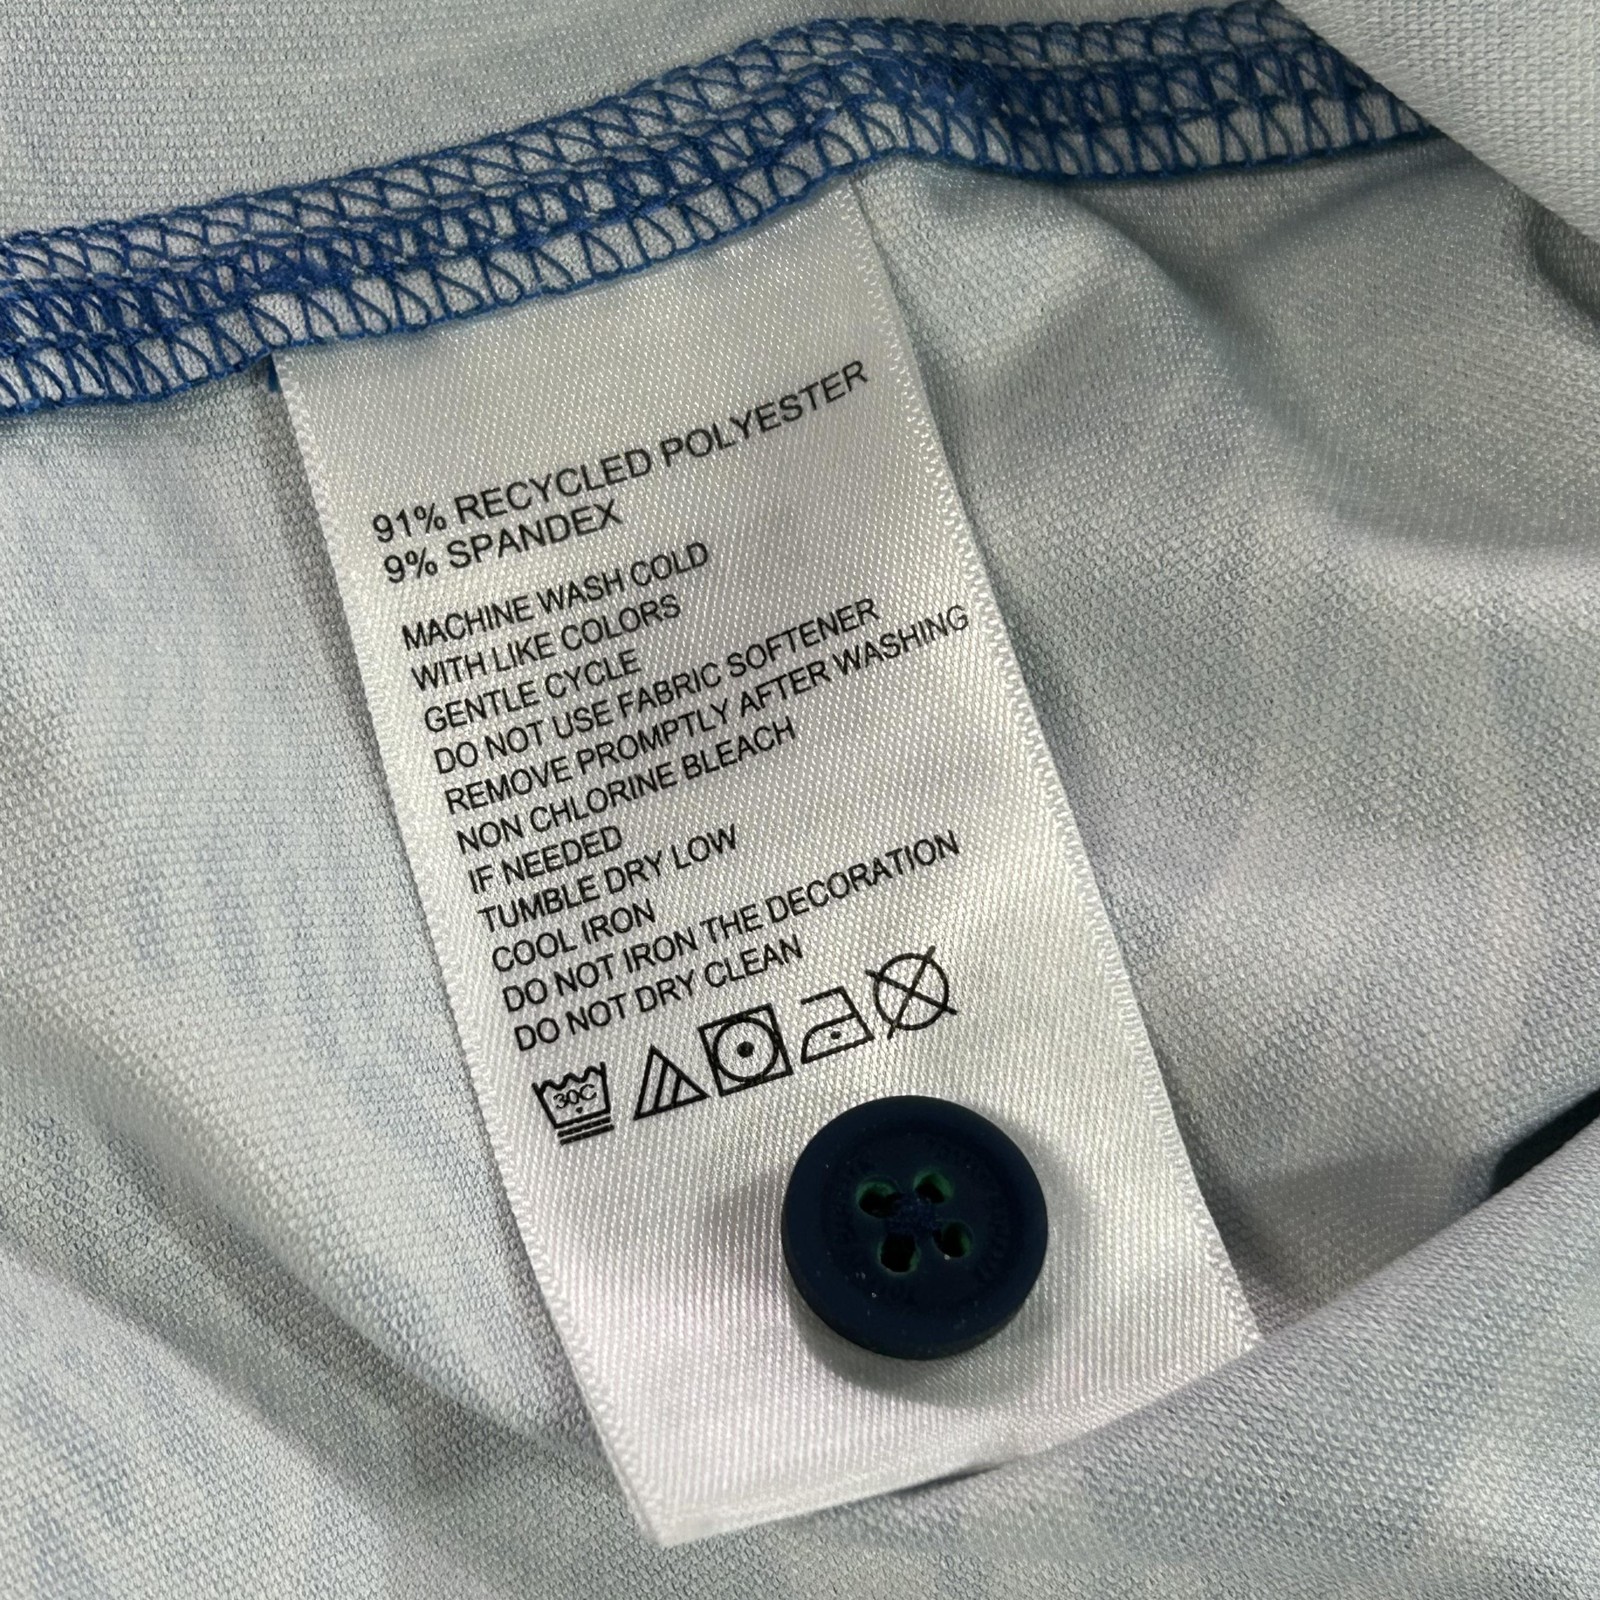 91% RECYCLED POLYESTER
9% SPANDEX
MACHINE WASH COLD
WITH LIKE COLORS
GENTLE CYCLE
DO NOT USE FABRIC SOFTENER
REMOVE PROMPTLY AFTER WASHING
NON CHLORINE BLEACH
IF NEEDED
TUMBLE DRY LOW
COOL IRON
DO NOT IRON THE DECORATION
DO NOT DRY CLEAN
30C